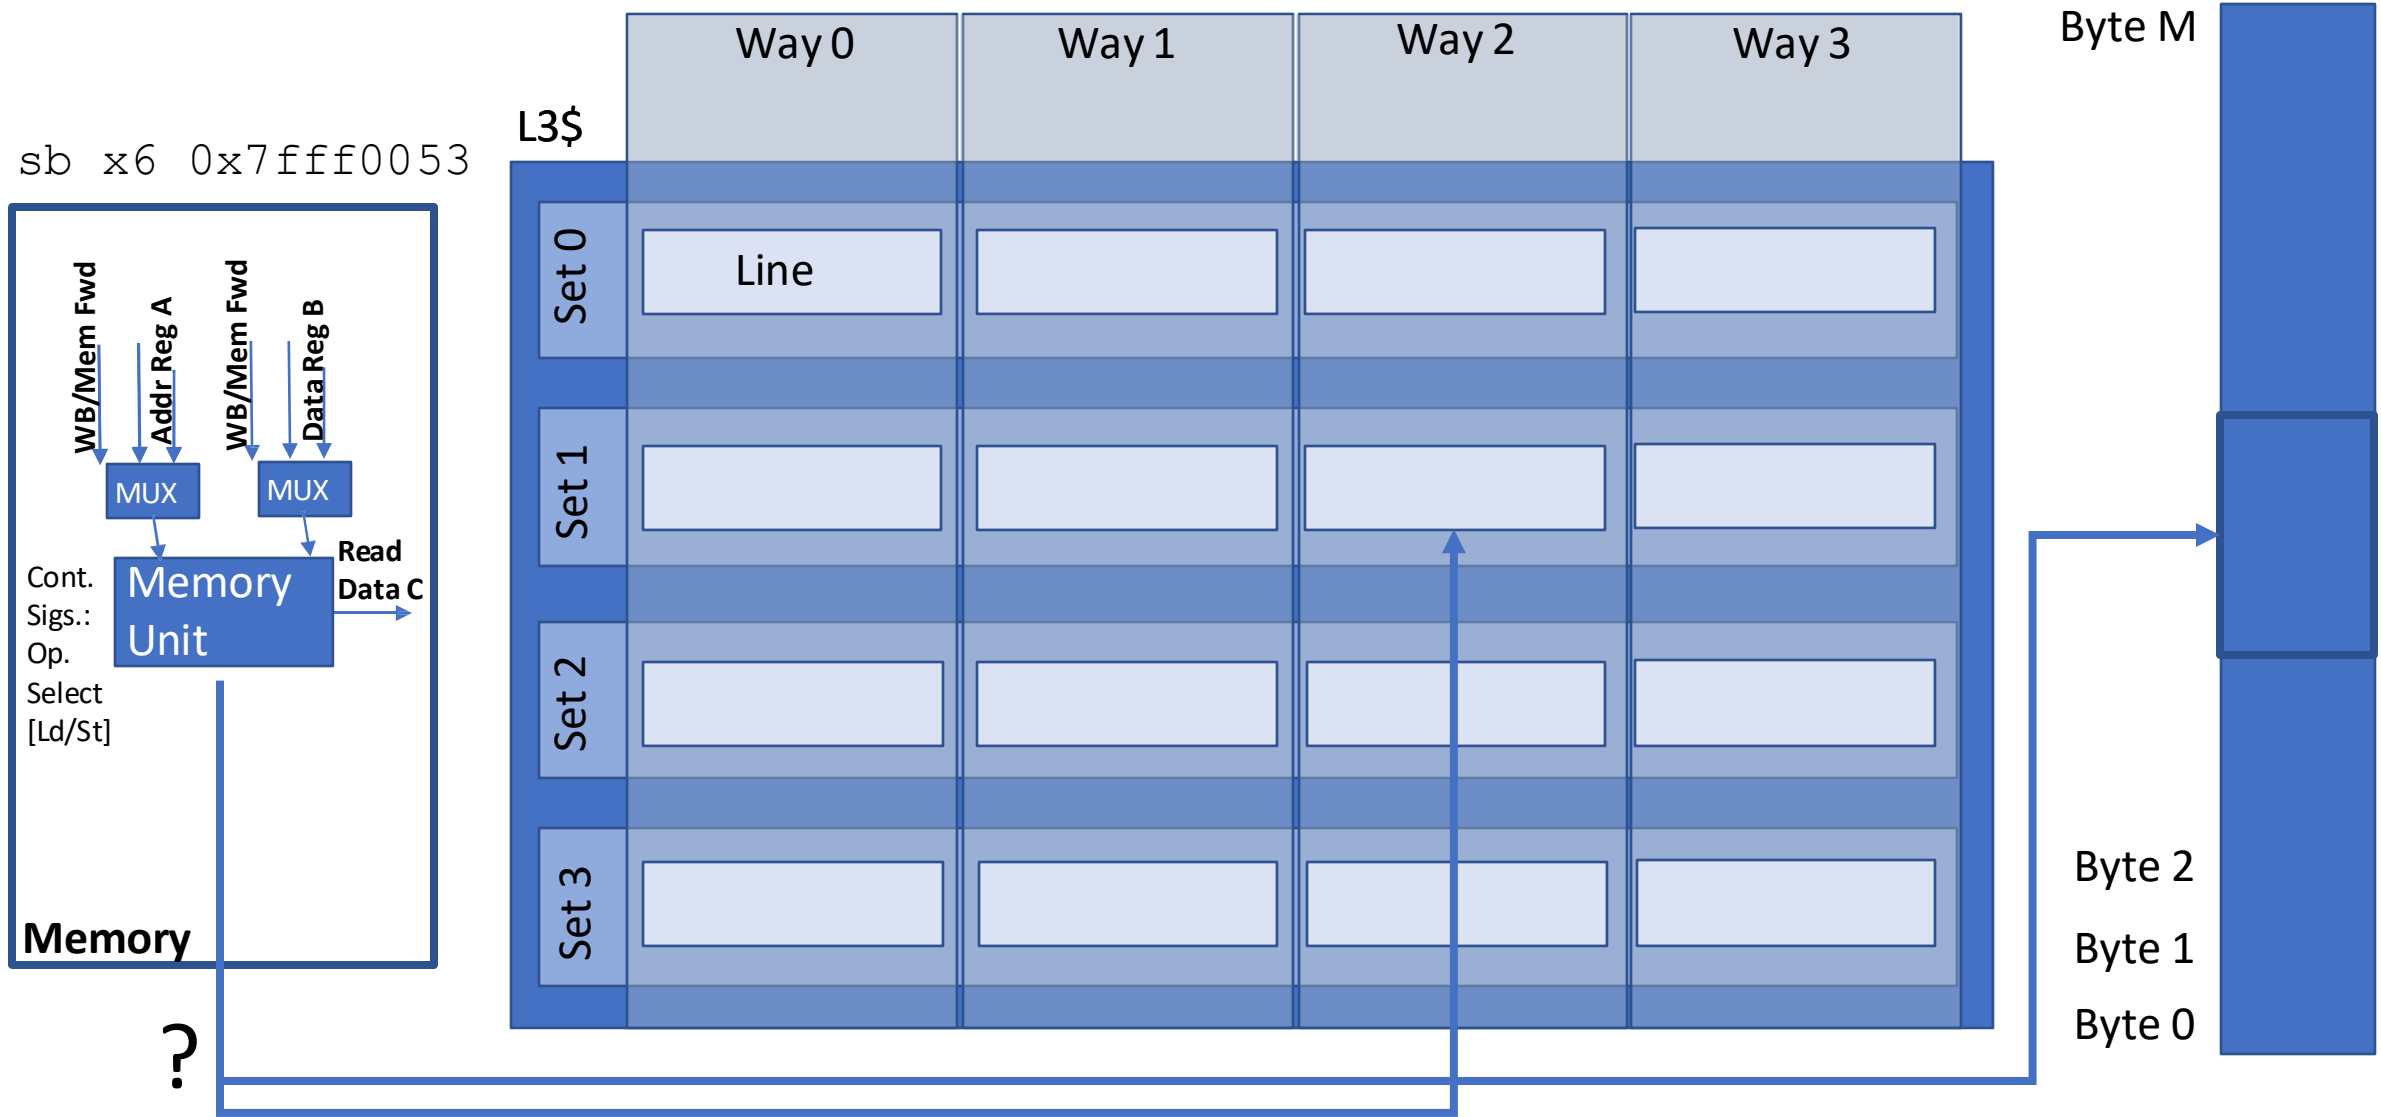 Way 0
Way 1
Way 2
Way 3
Byte M
L3$
sb x6 0x7fff0053
Set 0
Line
WB/Mem Fwd
Addr Reg A
WB/Mem Fwd
Data Reg B
MUX
MUX
Set 1
Read
Data C
Memory
Unit
Cont.
Sigs.:
Op.
Select
[Ld/St]
Set 2
Set 3
Memory
?
Byte 2
Byte 1
Byte 0